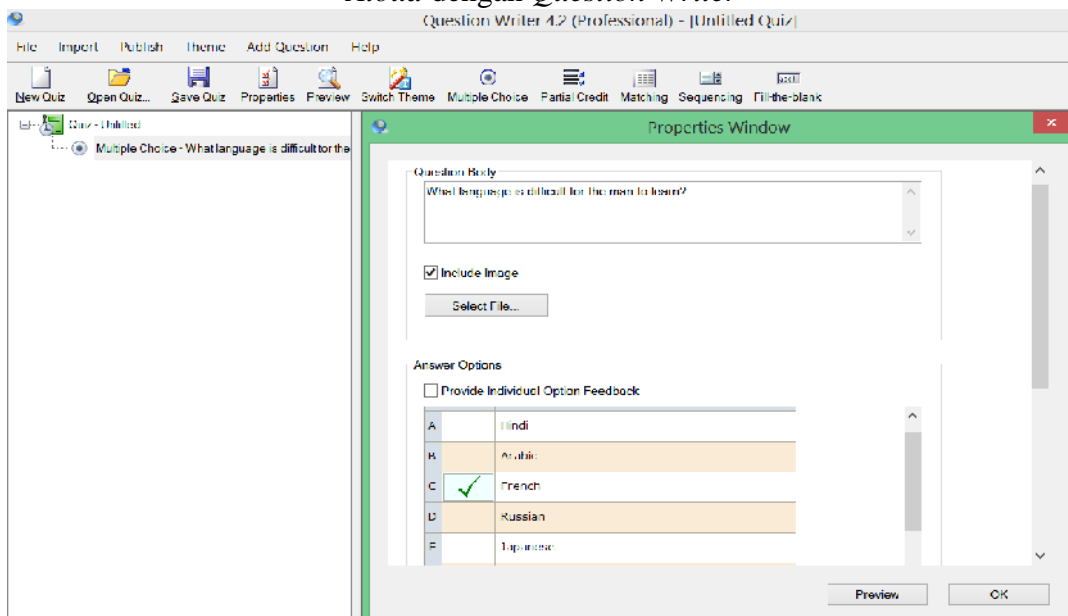 dengan Question Writer
Question Writer 4.2 (Professional) - [Untitled Quiz]
File Import Publish Theme Add Question Help
New Quiz Open Quiz... Save Quiz Properties Preview Switch Theme Multiple Choice Partial Credit Matching Sequencing Fill-the-blank
Quiz - Untitled
Multiple Choice - What language is difficult for the
Properties Window
Question Body
What language is difficult for the man to learn?
Include Image
Select File...
Answer Options
Provide Individual Option Feedback
A Hindi
B Arabic
C French
D Russian
E Japanese
Preview OK